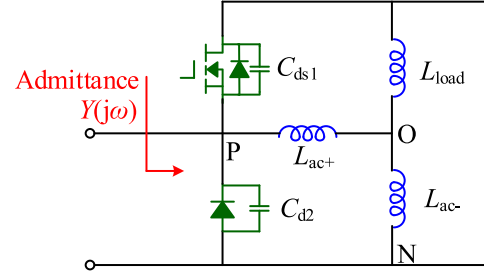 Admittance
Y(jω)
C_ds1
L_load
P
L_ac+
O
C_d2
L_ac-
N